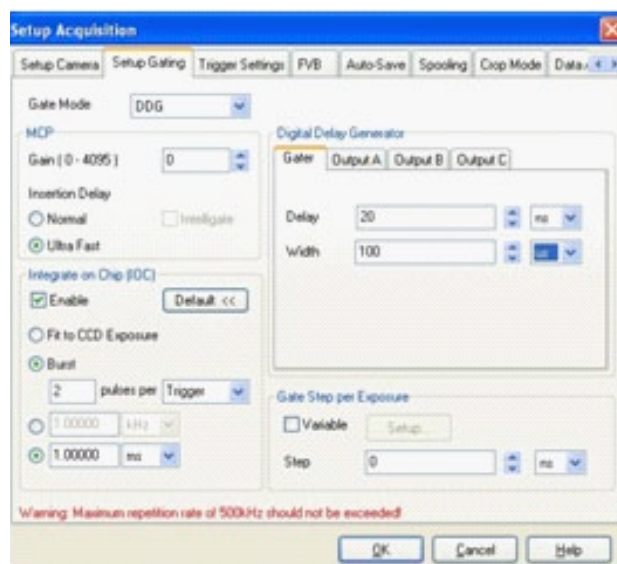 Setup Acquisition
Setup Camera Setup Gating Trigger Settings FVB Auto-Save Spooling Crop Mode Data
Gate Mode DDG
MCP
Gain ( 0 - 4095 ) 0
Insertion Delay
Normal Intelligate
Ultra Fast
Integrate on Chip (IOC)
Enable Default <<
Fit to CCD Exposure
Burst
2 pulses per Trigger
1.00000 kHz
1.00000 ms
Digital Delay Generator
Gater Output A Output B Output C
Delay 20 ns
Width 100
Gate Step per Exposure
Variable Setup...
Step 0 ns
Warning: Maximum repetition rate of 500kHz should not be exceeded!
OK Cancel Help